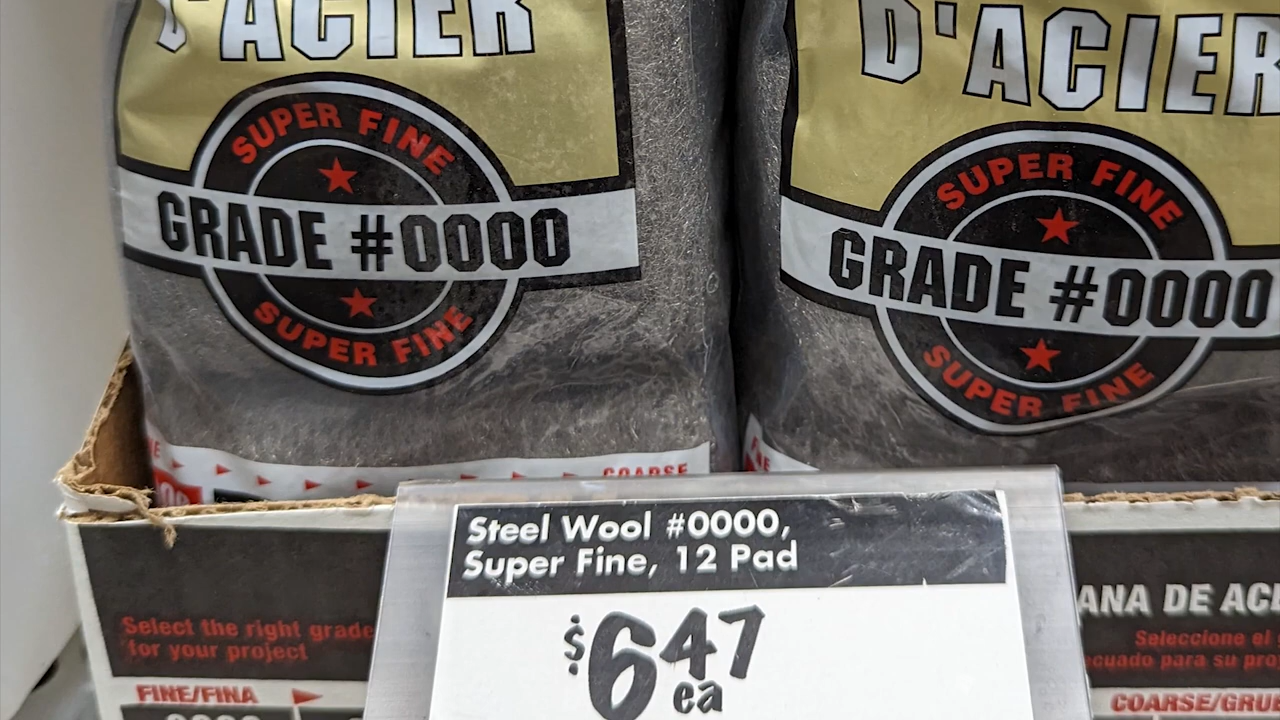 D'ACIER
SUPER FINE
GRADE #0000
SUPER FINE
COARSE
D'ACIER
SUPER FINE
GRADE #0000
SUPER FINE
Steel Wool #0000,
Super Fine, 12 Pad
$6.47
ea
Select the right grade
for your project
FINE/FINA
ANA DE ACI
Seleccione el
cuado para su pro
COARSE/GRUE